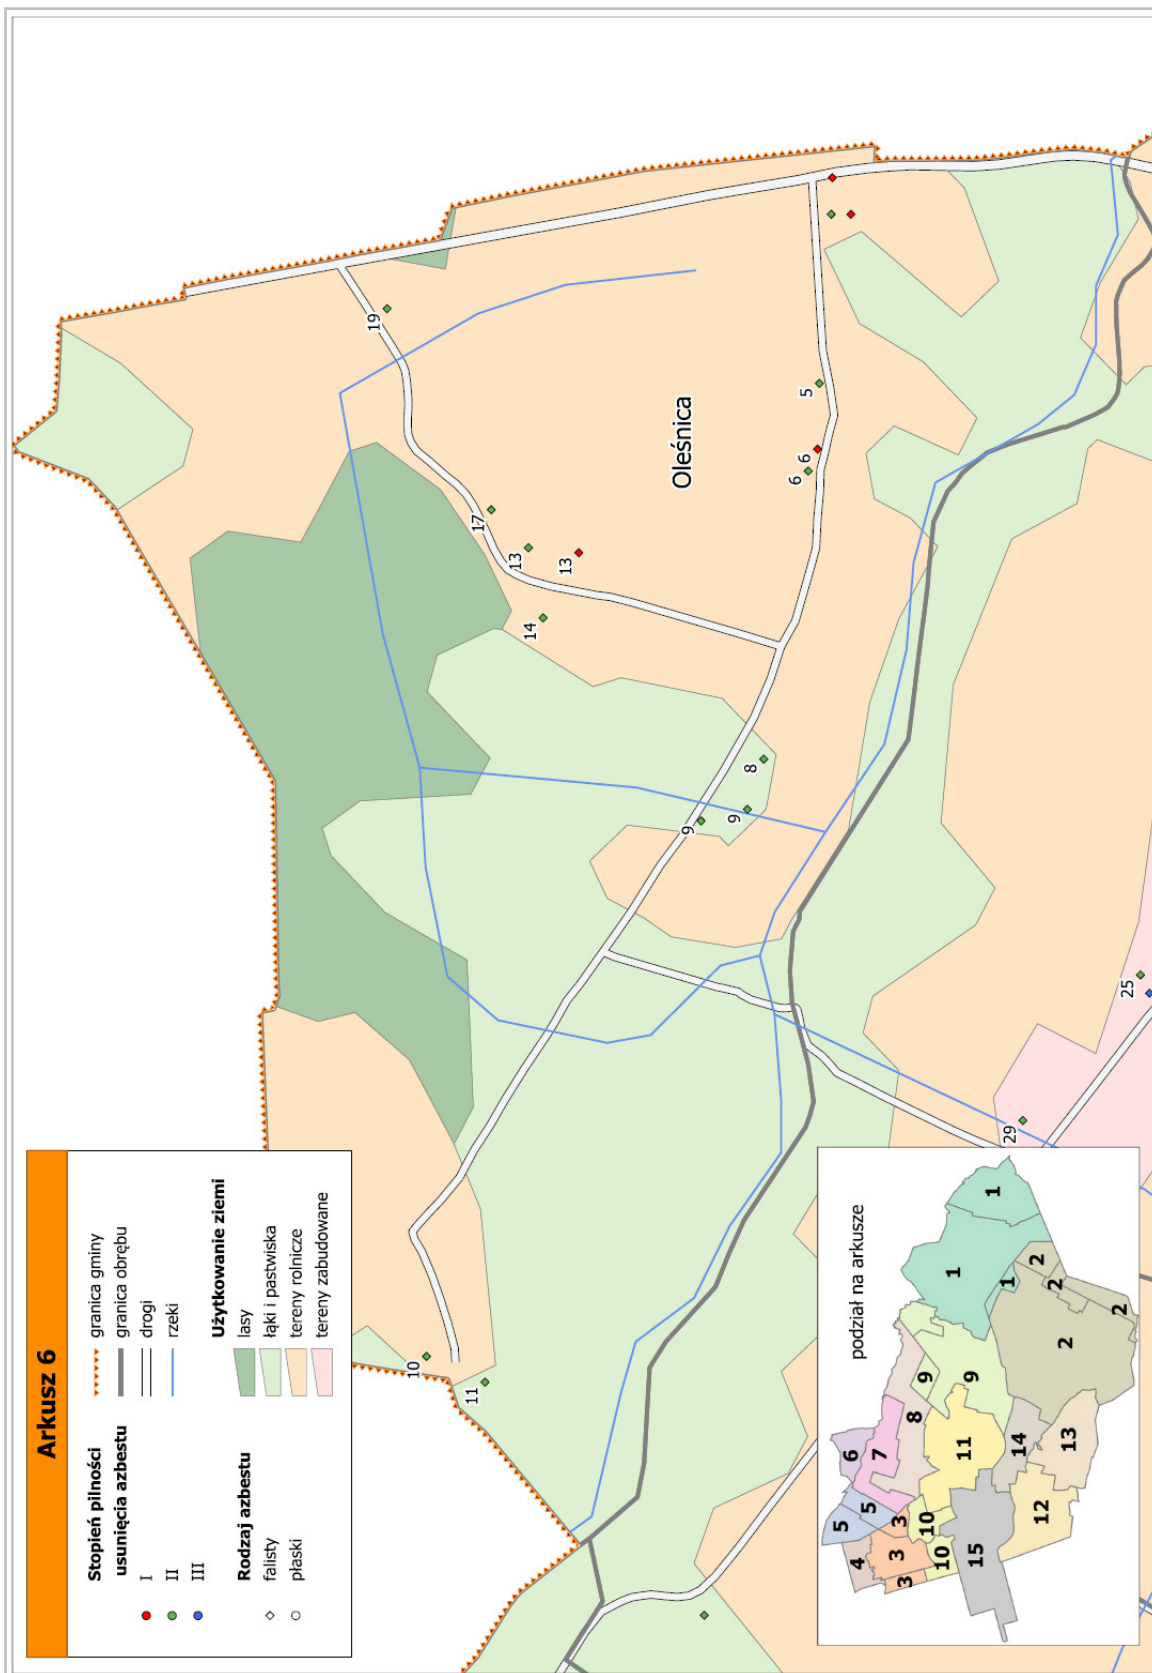 Arkusz 6
Stopień pilności
usunięcia azbestu
I
II
III
Rodzaj azbestu
falisty
płaski
granica gminy
granica obrębu
drogi
rzeki
Użytkowanie ziemi
lasy
łąki i pastwiska
tereny rolnicze
tereny zabudowane
10
11
19
17
13
13
14
Oleśnica
5
6
6
8
9
9
25
29
podział na arkusze
1
1
1
2
2
2
2
3
3
3
4
5
5
6
7
8
9
9
10
10
11
12
13
14
15